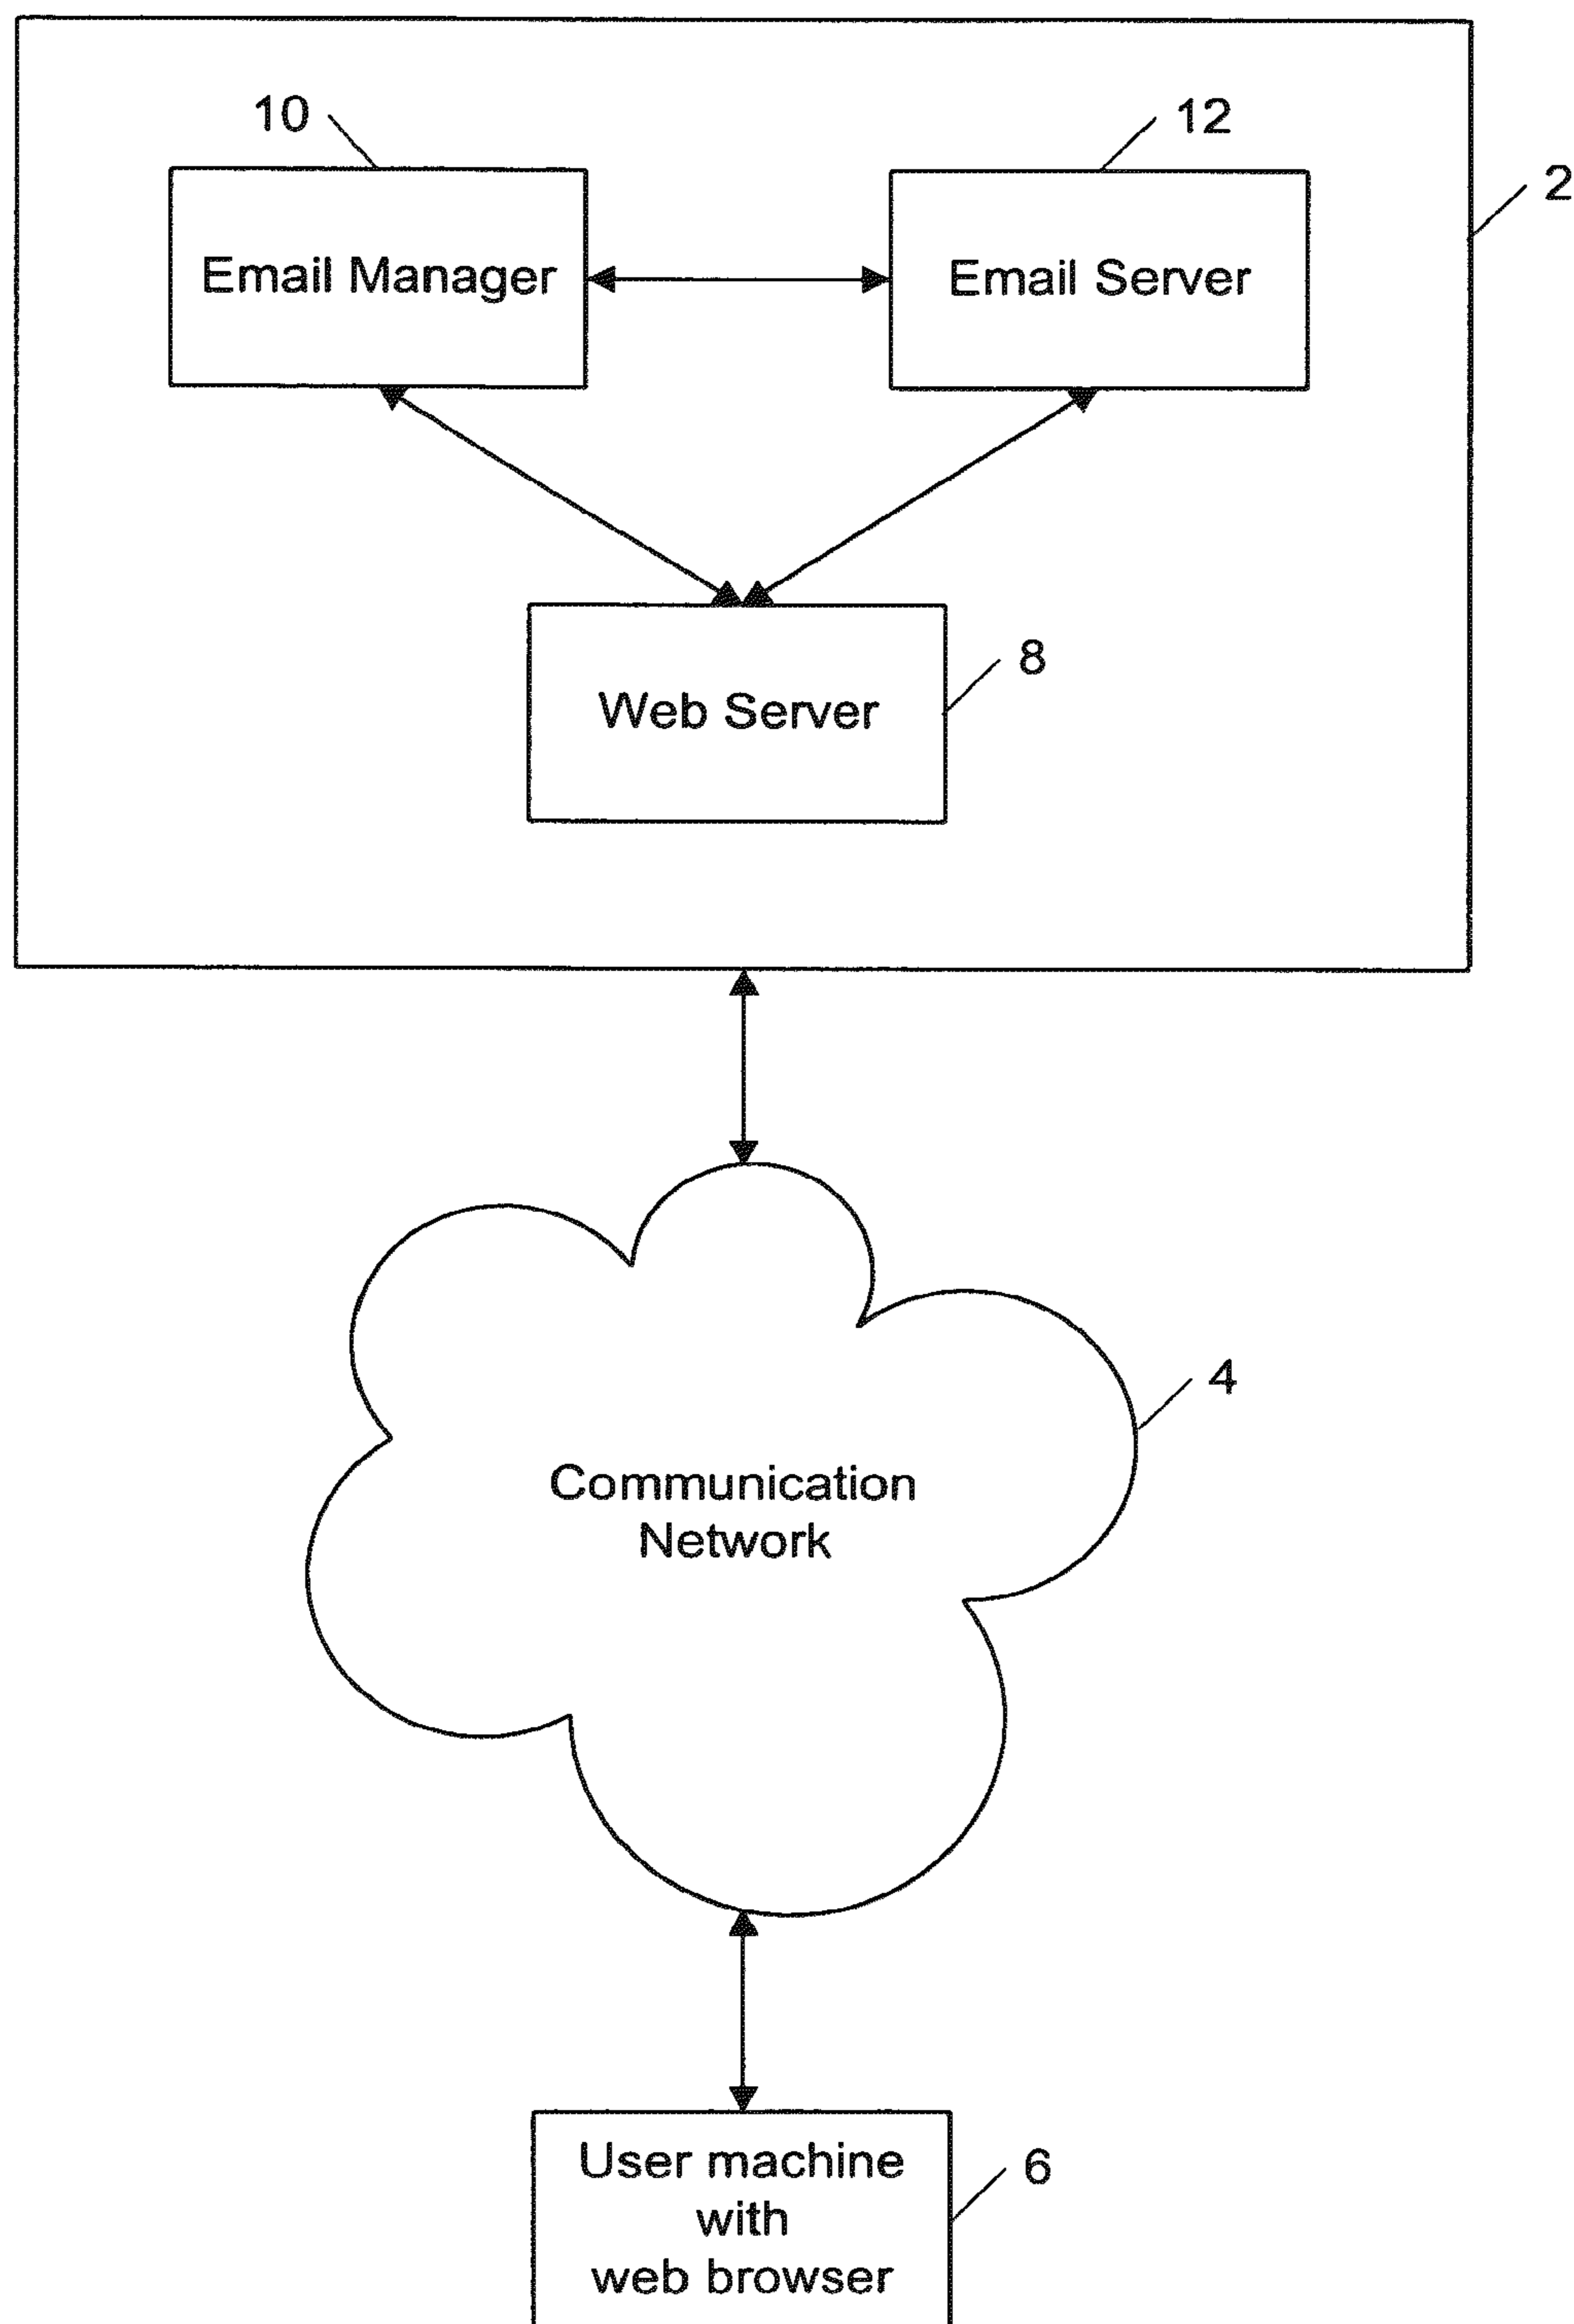 10
12
2
Email Manager
Email Server
8
Web Server
4
Communication
Network
6
User machine
with
web browser